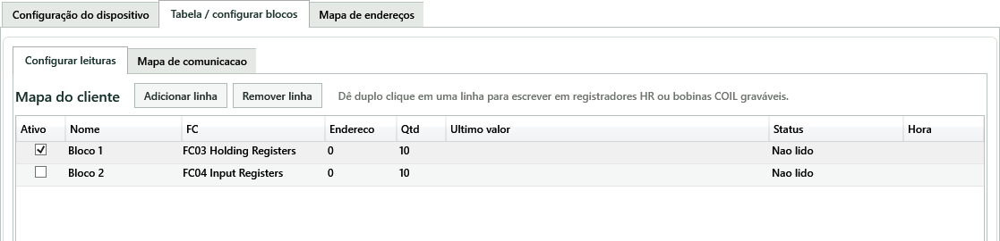 Configuração do dispositivo Tabela / configurar blocos Mapa de endereços
Configurar leituras Mapa de comunicacao
Mapa do cliente Adicionar linha Remover linha Dê duplo clique em uma linha para escrever em registradores HR ou bobinas COIL graváveis.
Ativo Nome FC Endereco Qtd Ultimo valor Status Hora
Bloco 1 FC03 Holding Registers 0 10 Nao lido
Bloco 2 FC04 Input Registers 0 10 Nao lido